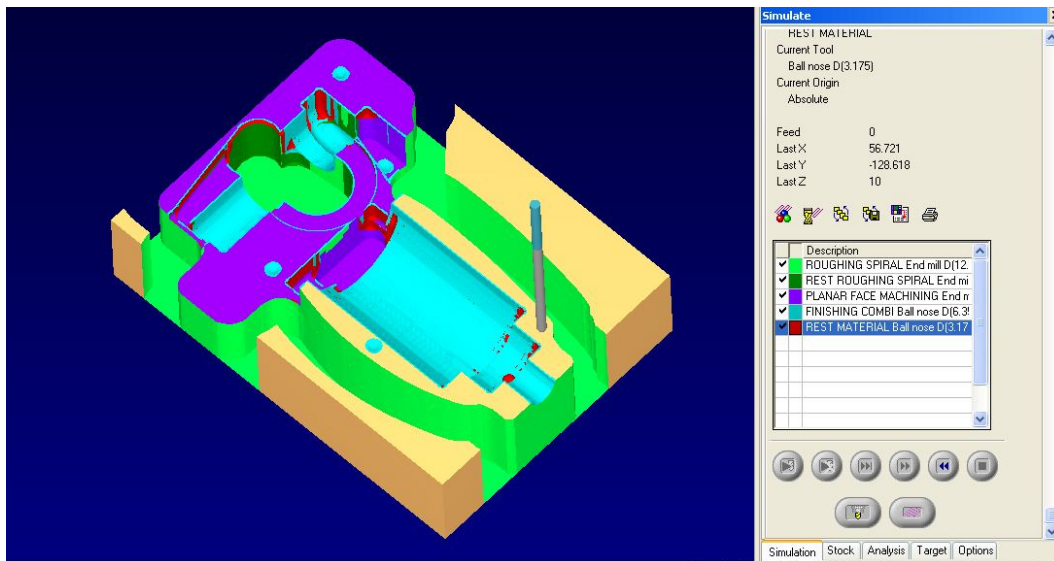 Simulate
REST MATERIAL
Current Tool
Ball nose D(3.175)
Current Origin
Absolute
Feed 0
Last X 56.721
Last Y -128.618
Last Z 10
Description
ROUGHING SPIRAL End mill D(12.
REST ROUGHING SPIRAL End mi
PLANAR FACE MACHINING End m
FINISHING COMBI Ball nose D(6.3
REST MATERIAL Ball nose D(3.17
Simulation Stock Analysis Target Options